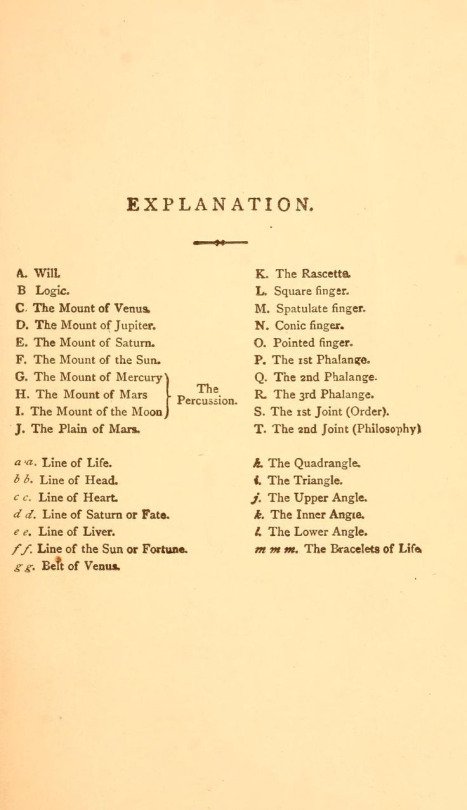 EXPLANATION.
A. Will.
B Logic.
C. The Mount of Venus.
D. The Mount of Jupiter.
E. The Mount of Saturn.
F. The Mount of the Sun.
G. The Mount of Mercury
H. The Mount of Mars
I. The Mount of the Moon
The
Percussion.
J. The Plain of Mars.
K. The Rascetta.
L. Square finger.
M. Spatulate finger.
N. Conic finger.
O. Pointed finger.
P. The 1st Phalange.
Q. The 2nd Phalange.
R. The 3rd Phalange.
S. The 1st Joint (Order).
T. The 2nd Joint (Philosophy)
a a. Line of Life.
b b. Line of Head.
c c. Line of Heart.
d d. Line of Saturn or Fate.
e e. Line of Liver.
f f. Line of the Sun or Fortune.
g g. Belt of Venus.
h. The Quadrangle.
i. The Triangle.
j. The Upper Angle.
k. The Inner Angle.
l. The Lower Angle.
m m m. The Bracelets of Life